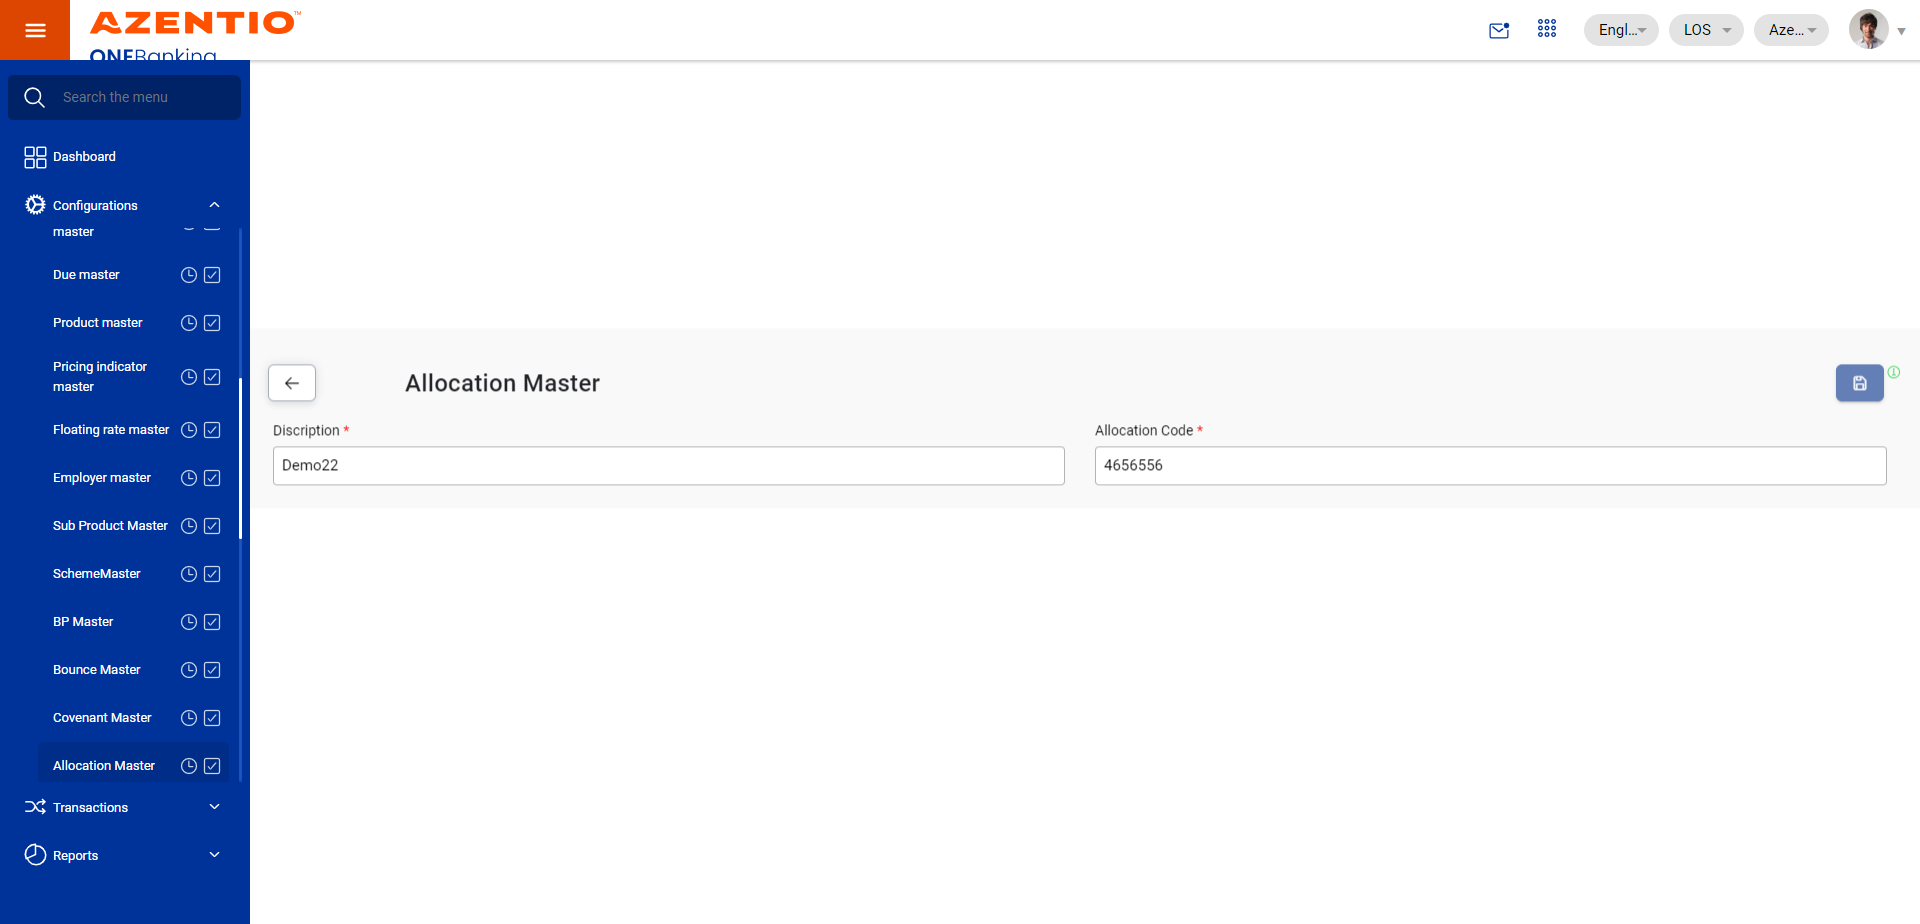 AZENTIO™
ONEBanking
Engl...
LOS
Aze...
Search the menu
Dashboard
Configurations
master
Due master
Product master
Pricing indicator
master
Floating rate master
Employer master
Sub Product Master
SchemeMaster
BP Master
Bounce Master
Covenant Master
Allocation Master
Transactions
Reports
Allocation Master
Discription *
Allocation Code *
Demo22
4656556